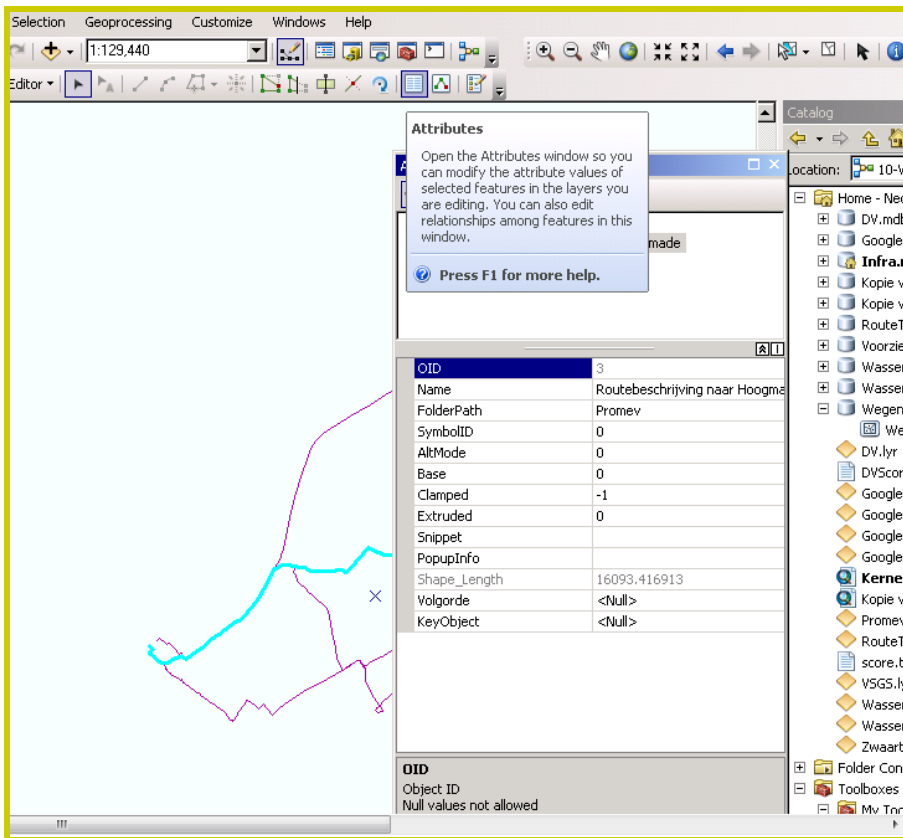 Selection Geoprocessing Customize Windows Help
1:129,440
Editor
Attributes
Open the Attributes window so you
can modify the attribute values of
selected features in the layers you
are editing. You can also edit
relationships among features in this
window.
Press F1 for more help.
made
OID 3
Name Routebeschrijving naar Hoogma
FolderPath Promev
SymbolID 0
AltMode 0
Base 0
Clamped -1
Extruded 0
Snippet
PopupInfo
Shape_Length 16093.416913
Volgorde <Null>
KeyObject <Null>
OID
Object ID
Null values not allowed
Catalog
Location: 10-V
Home - Neo
DV.mdb
Google
Infra.
Kopie v
Kopie v
RouteT
Voorzie
Wasser
Wasser
Wegen
We
DV.lyr
DVScor
Google
Google
Google
Google
Kerne
Kopie v
Promev
RouteT
score.t
VSGS.ly
Wasser
Wasser
Zwaart
Folder Con
Toolboxes
My Too